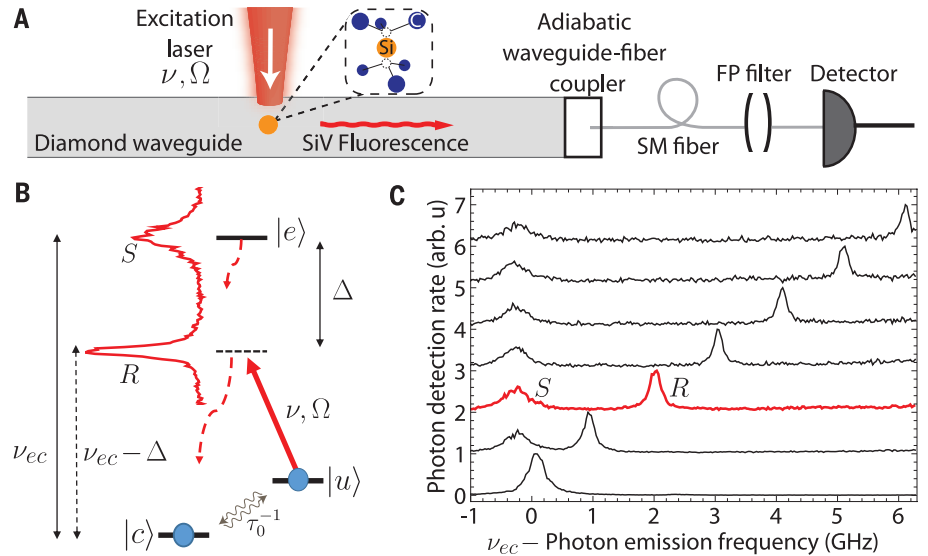 A
Excitation
laser
ν, Ω
Si
Adiabatic
waveguide-fiber
coupler
FP filter
Detector
Diamond waveguide
SiV Fluorescence
SM fiber
B
S
|e⟩
Δ
R
ν, Ω
ν_ec
ν_ec − Δ
|u⟩
τ_0^{-1}
|c⟩
C
Photon detection rate (arb. u)
7
6
5
4
3
2
1
0
S
R
-1
0
1
2
3
4
5
6
ν_ec − Photon emission frequency (GHz)